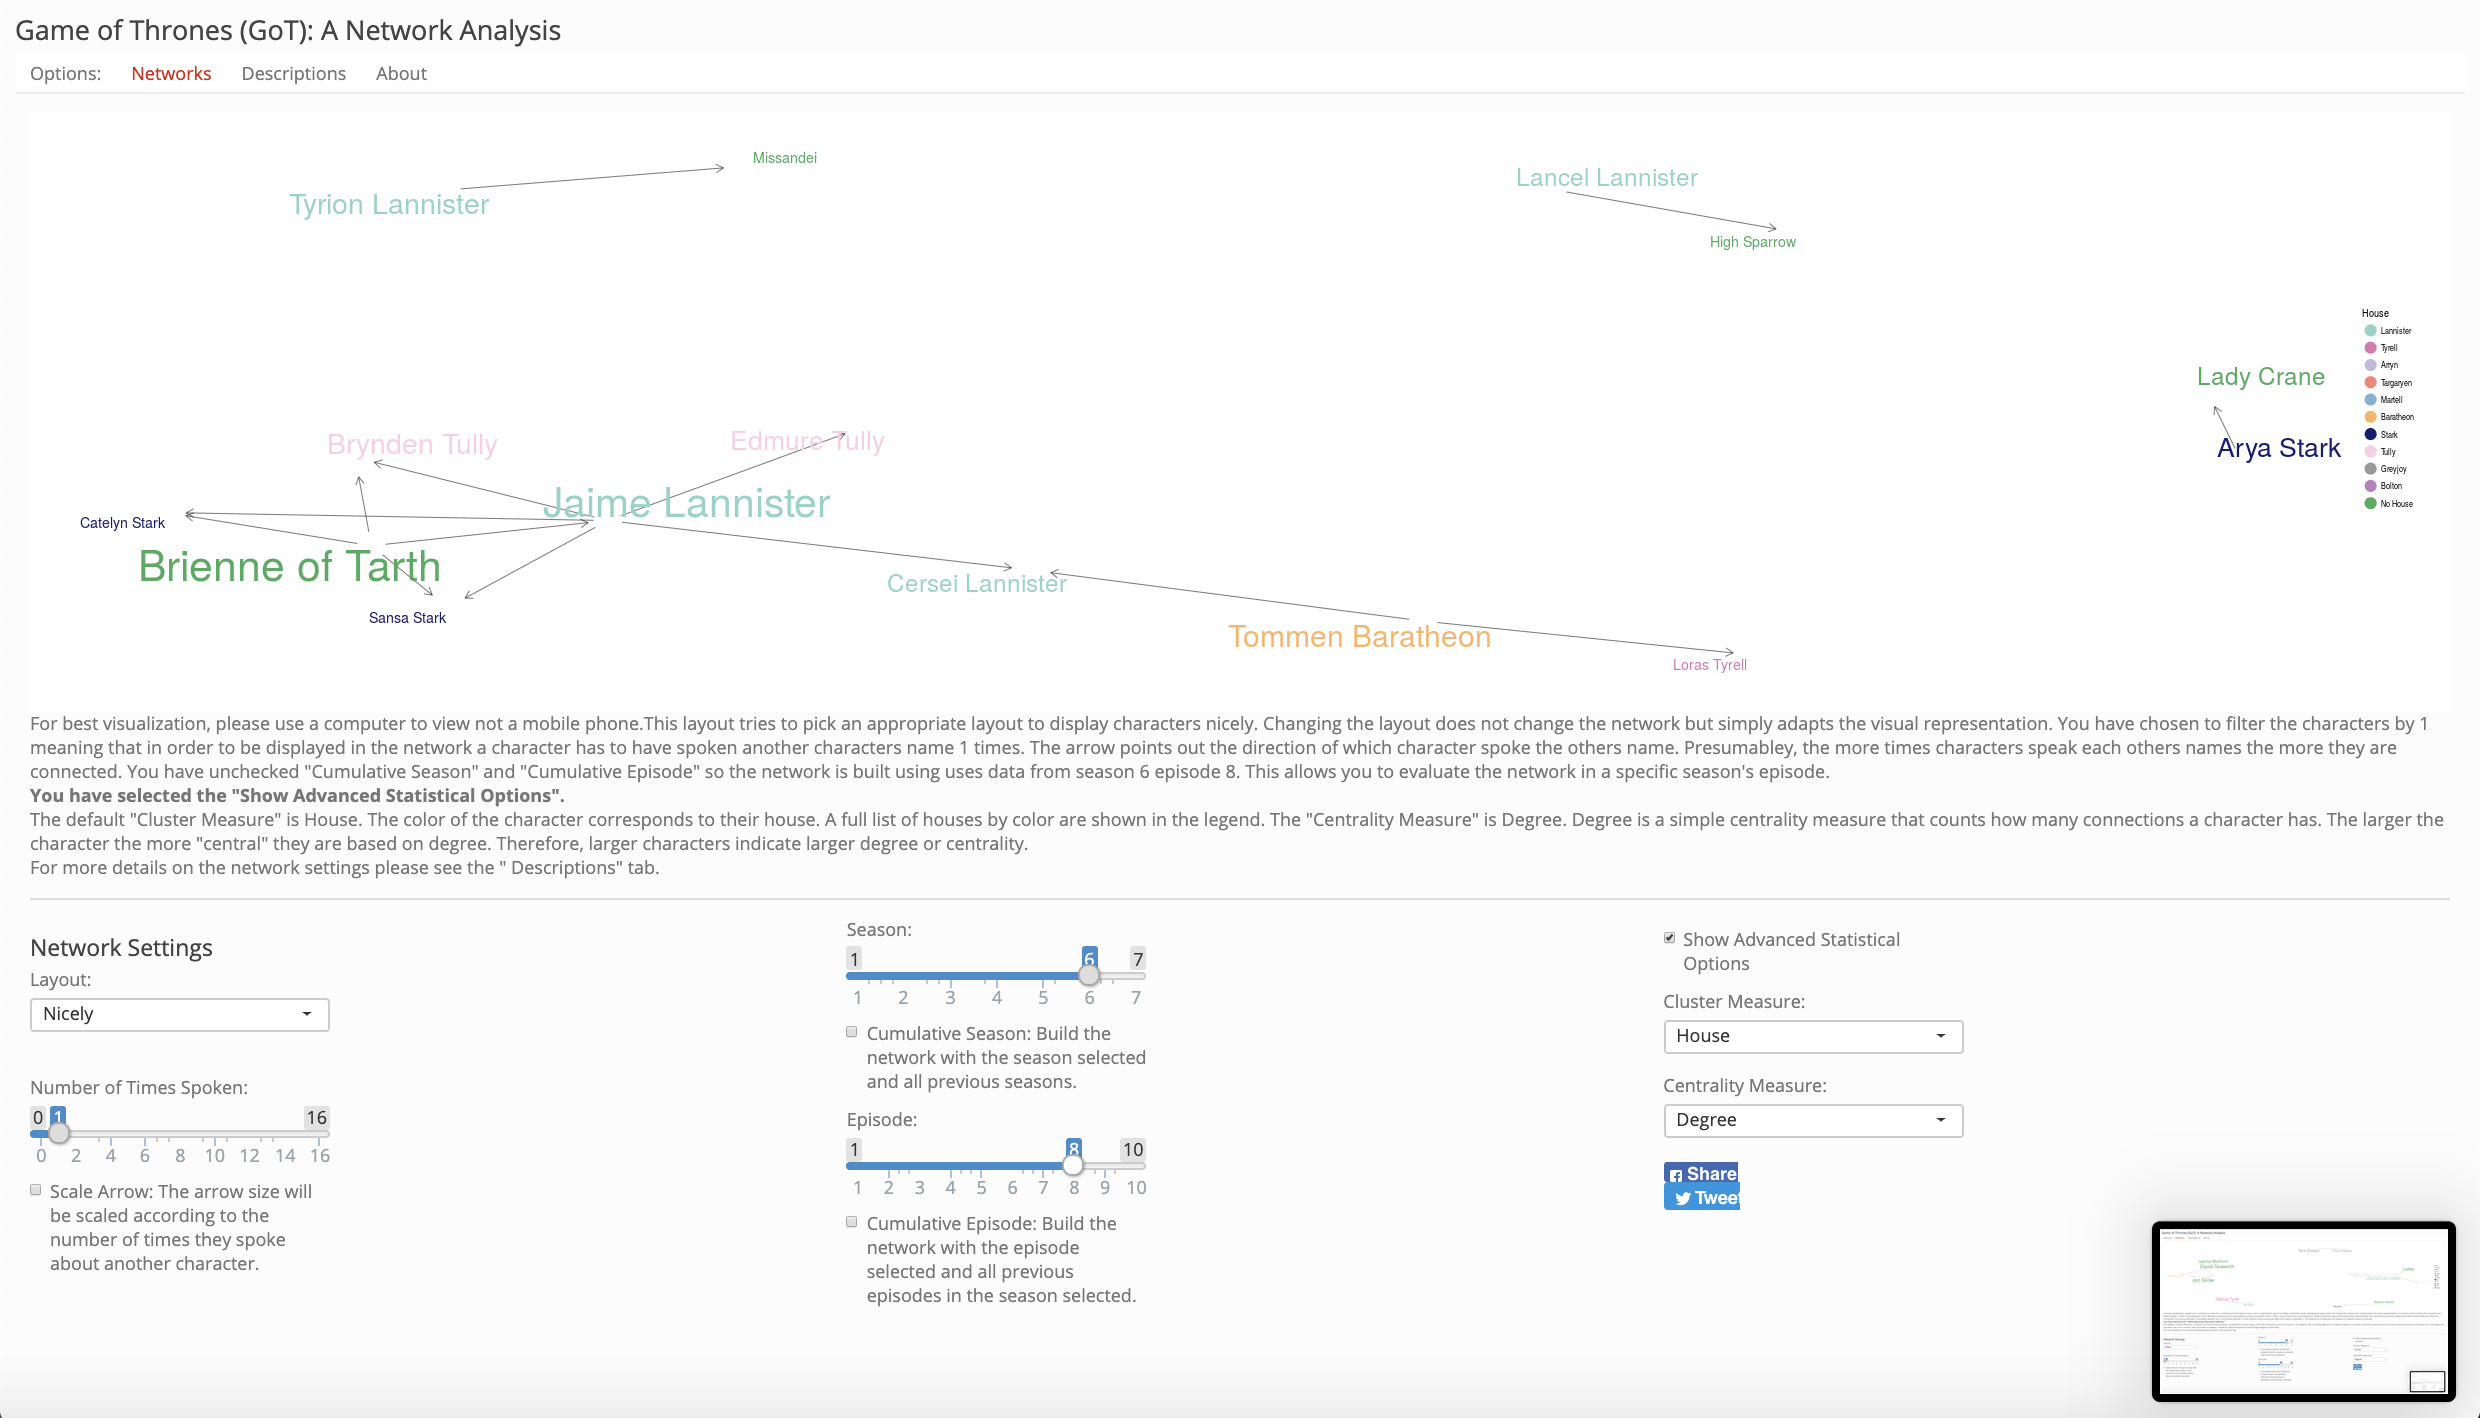 Game of Thrones (GoT): A Network Analysis
Options: Networks Descriptions About
Missandei
Tyrion Lannister
Lancel Lannister
High Sparrow
House
Lannister
Tyrell
Arryn
Targaryen
Martell
Baratheon
Stark
Tully
Greyjoy
Bolton
No House
Lady Crane
Arya Stark
Brynden Tully
Edmure Tully
Jaime Lannister
Catelyn Stark
Brienne of Tarth
Cersei Lannister
Sansa Stark
Tommen Baratheon
Loras Tyrell
For best visualization, please use a computer to view not a mobile phone.This layout tries to pick an appropriate layout to display characters nicely. Changing the layout does not change the network but simply adapts the visual representation. You have chosen to filter the characters by 1
meaning that in order to be displayed in the network a character has to have spoken another characters name 1 times. The arrow points out the direction of which character spoke the others name. Presumabley, the more times characters speak each others names the more they are
connected. You have unchecked "Cumulative Season" and "Cumulative Episode" so the network is built using uses data from season 6 episode 8. This allows you to evaluate the network in a specific season's episode.
You have selected the "Show Advanced Statistical Options".
The default "Cluster Measure" is House. The color of the character corresponds to their house. A full list of houses by color are shown in the legend. The "Centrality Measure" is Degree. Degree is a simple centrality measure that counts how many connections a character has. The larger the
character the more "central" they are based on degree. Therefore, larger characters indicate larger degree or centrality.
For more details on the network settings please see the " Descriptions" tab.
Network Settings
Layout:
Nicely
Number of Times Spoken:
0 1 16
0 2 4 6 8 10 12 14 16
Scale Arrow: The arrow size will
be scaled according to the
number of times they spoke
about another character.
Season:
1 6 7
1 2 3 4 5 6 7
Cumulative Season: Build the
network with the season selected
and all previous seasons.
Episode:
1 8 10
1 2 3 4 5 6 7 8 9 10
Cumulative Episode: Build the
network with the episode
selected and all previous
episodes in the season selected.
Show Advanced Statistical
Options
Cluster Measure:
House
Centrality Measure:
Degree
Share
Tweet